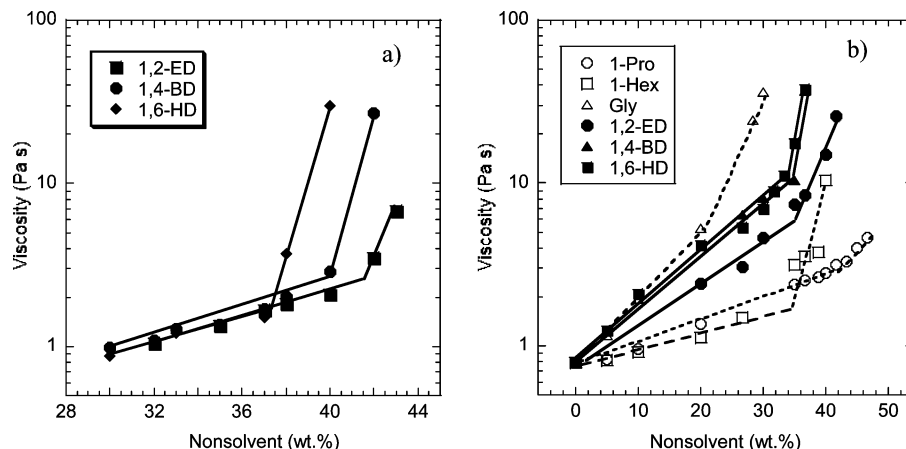 a)
1,2-ED
1,4-BD
1,6-HD
100
10
1
Viscosity (Pa s)
28 32 36 40 44
Nonsolvent (wt.%)
b)
1-Pro
1-Hex
Gly
1,2-ED
1,4-BD
1,6-HD
100
10
1
Viscosity (Pa s)
0 10 20 30 40 50
Nonsolvent (wt.%)